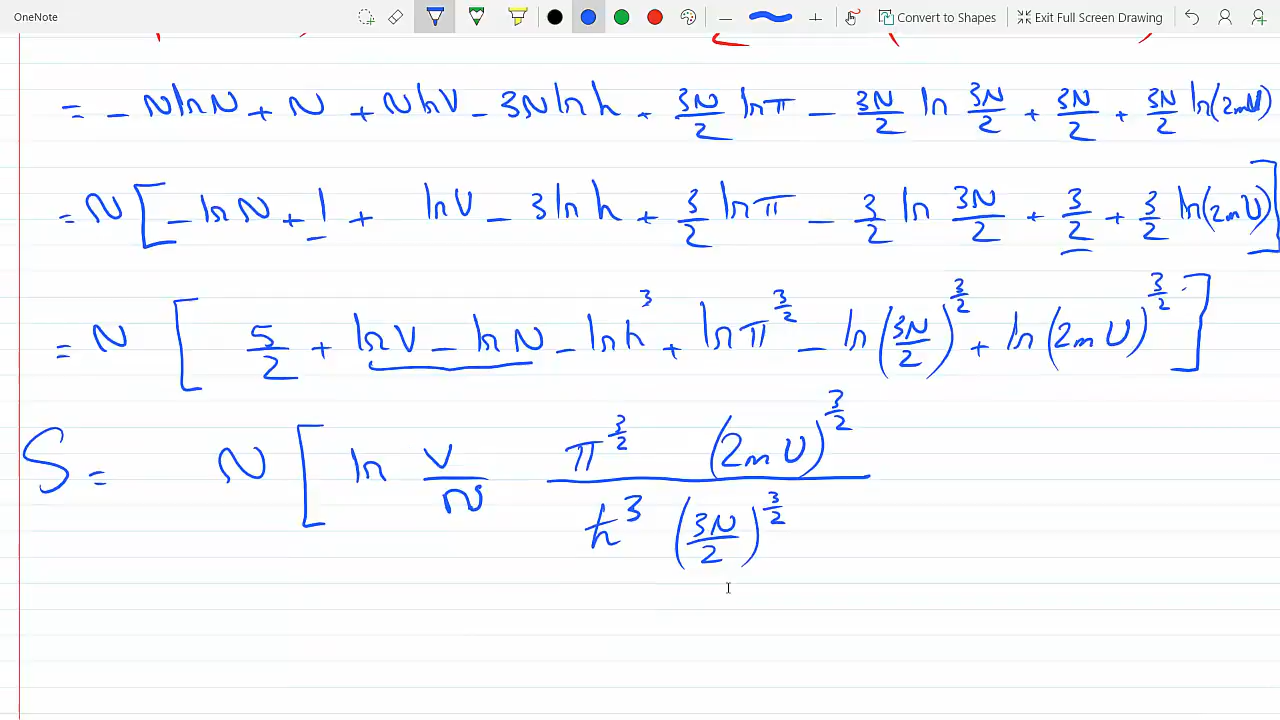 OneNote
Convert to Shapes
Exit Full Screen Drawing
= - N ln N + N + N ln V - 3N ln h + 3N/2 ln π - 3N/2 ln 3N/2 + 3N/2 + 3N/2 ln(2mU)
= N [ - ln N + 1 + ln V - 3 ln h + 3/2 ln π - 3/2 ln 3N/2 + 3/2 + 3/2 ln(2mU) ]
= N [ 5/2 + ln V - ln N - ln h^3 + ln π^(3/2) - ln (3N/2)^(3/2) + ln (2mU)^(3/2) ]
S = N [ ln V/N π^(3/2) (2mU)^(3/2) / h^3 (3N/2)^(3/2)